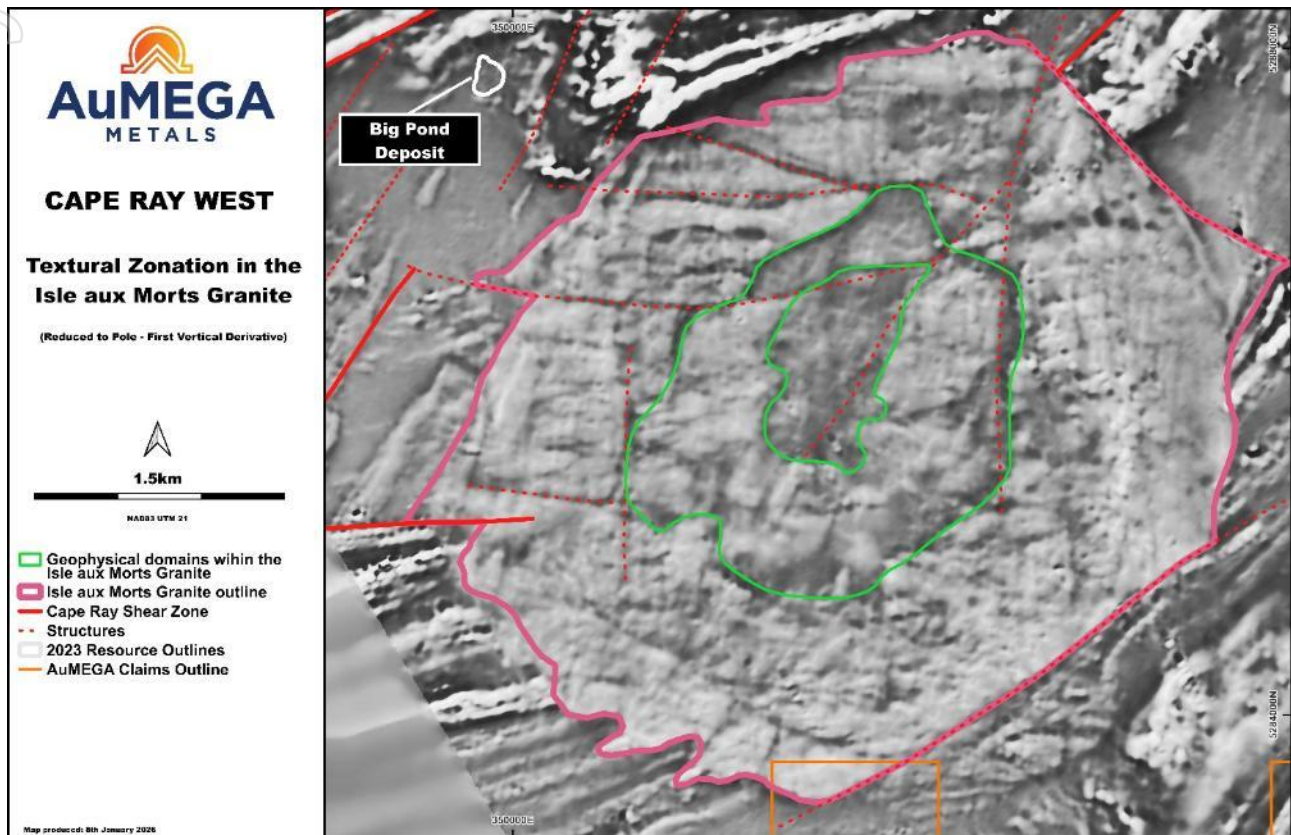 AuMEGA
METALS
CAPE RAY WEST
Textural Zonation in the
Isle aux Morts Granite
(Reduced to Pole - First Vertical Derivative)
1.5km
NAD83 UTM 21
Geophysical domains wihin the
Isle aux Morts Granite
Isle aux Morts Granite outline
Cape Ray Shear Zone
Structures
2023 Resource Outlines
AuMEGA Claims Outline
Map produced: 8th January 2026
350000E
Big Pond
Deposit
5284000N
350000E